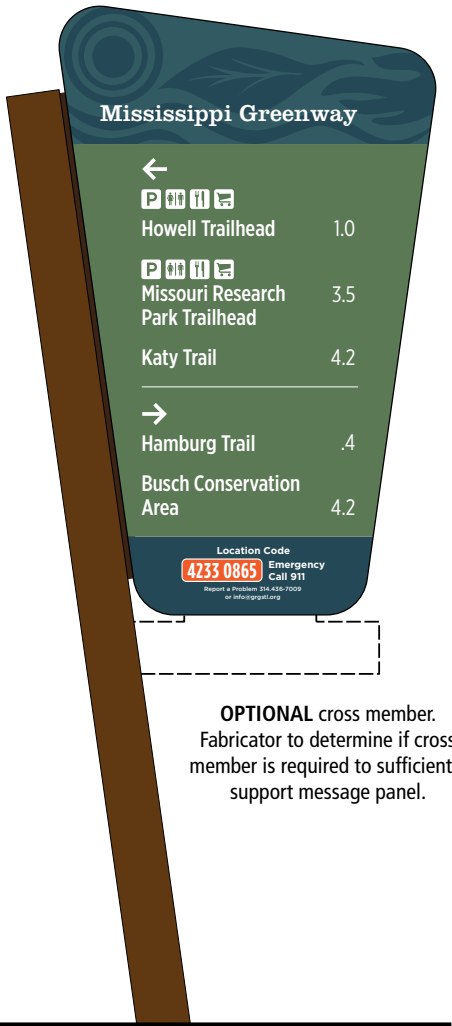 Mississippi Greenway
←
P
Howell Trailhead 1.0
P
Missouri Research
Park Trailhead 3.5
Katy Trail 4.2
→
Hamburg Trail .4
Busch Conservation
Area 4.2
Location Code
4233 0865 Emergency
Call 911
Report a Problem 314.436-7009
or info@grgstl.org
OPTIONAL cross member.
Fabricator to determine if cross
member is required to sufficient
support message panel.